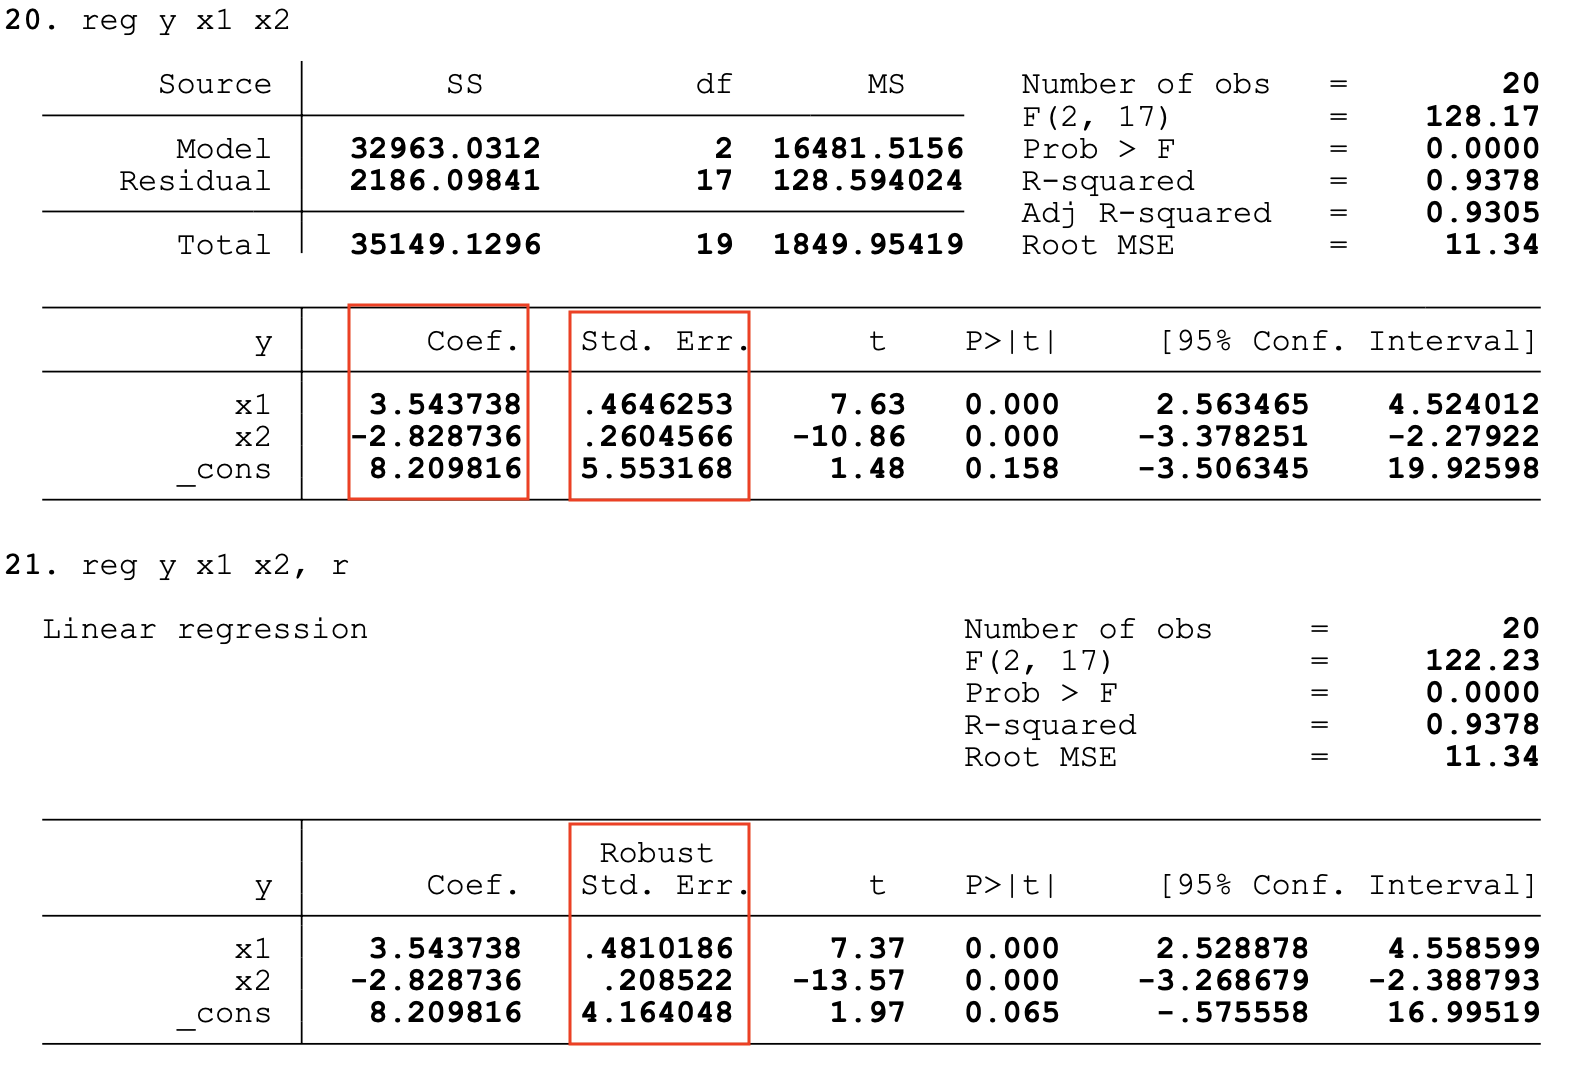 20. reg y x1 x2
Source SS df MS Number of obs = 20
F(2, 17) = 128.17
Model 32963.0312 2 16481.5156 Prob > F = 0.0000
Residual 2186.09841 17 128.594024 R-squared = 0.9378
Adj R-squared = 0.9305
Total 35149.1296 19 1849.95419 Root MSE = 11.34
y Coef. Std. Err. t P>|t| [95% Conf. Interval]
x1 3.543738 .4646253 7.63 0.000 2.563465 4.524012
x2 -2.828736 .2604566 -10.86 0.000 -3.378251 -2.27922
_cons 8.209816 5.553168 1.48 0.158 -3.506345 19.92598
21. reg y x1 x2, r
Linear regression Number of obs = 20
F(2, 17) = 122.23
Prob > F = 0.0000
R-squared = 0.9378
Root MSE = 11.34
Robust
y Coef. Std. Err. t P>|t| [95% Conf. Interval]
x1 3.543738 .4810186 7.37 0.000 2.528878 4.558599
x2 -2.828736 .208522 -13.57 0.000 -3.268679 -2.388793
_cons 8.209816 4.164048 1.97 0.065 -.575558 16.99519